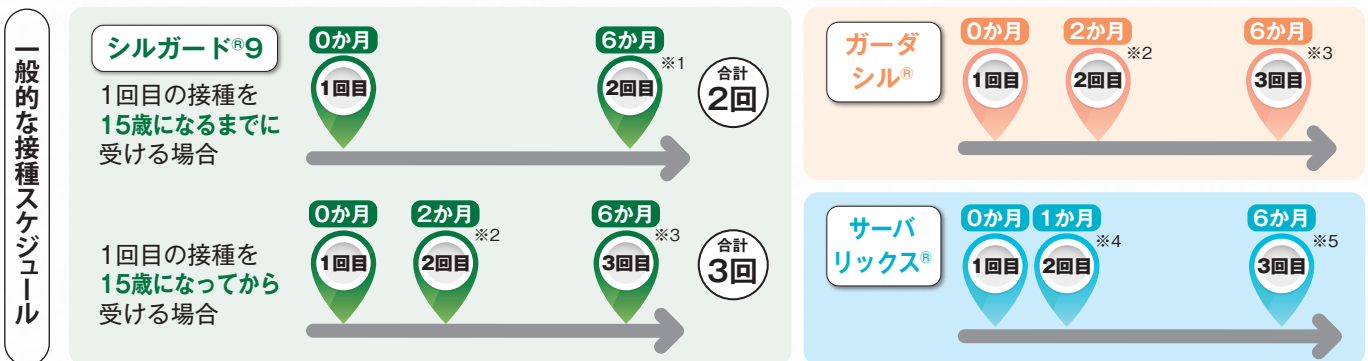 一般的な接種スケジュール
シルガード®9
1回目の接種を
15歳になるまでに
受ける場合
0か月
1回目
6か月
※1
2回目
合計
2回
1回目の接種を
15歳になってから
受ける場合
0か月
1回目
2か月
※2
2回目
6か月
※3
3回目
合計
3回
ガーダ
シル®
0か月
1回目
2か月
※2
2回目
6か月
※3
3回目
サーバ
リックス®
0か月
1回目
1か月
※4
2回目
6か月
※5
3回目